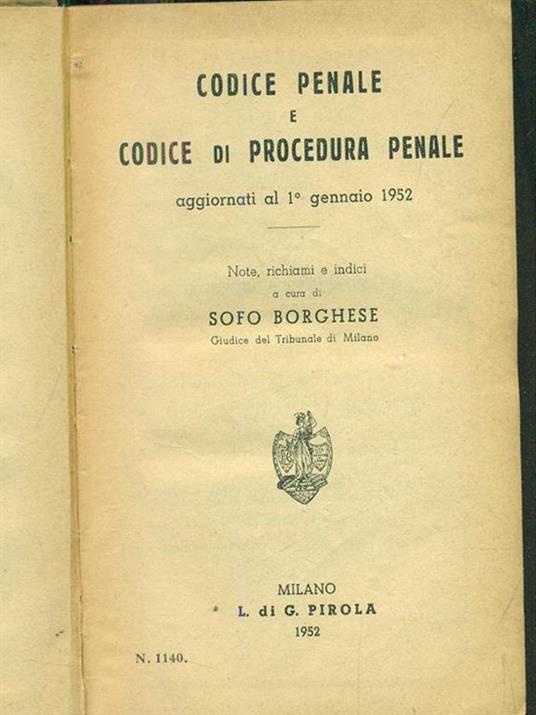 CODICE PENALE
E
CODICE DI PROCEDURA PENALE
aggiornati al 1° gennaio 1952
Note, richiami e indici
a cura di
SOFO BORGHESE
Giudice del Tribunale di Milano
MILANO
L. di G. PIROLA
1952
N. 1140.